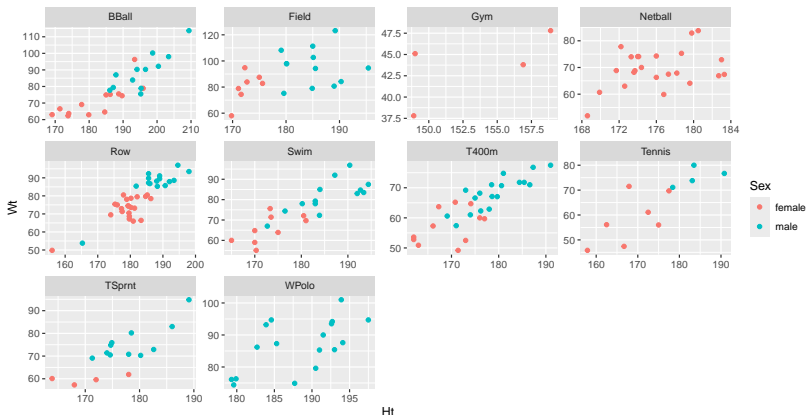 BBall Field Gym Netball
110 100 90 80 70 60
170 180 190 200 210
120 100 80 60
170 180 190
47.5 45.0 42.5 40.0 37.5
150.0 152.5 155.0 157.5
80 70 60
168 172 176 180 184
Row Swim T400m Tennis
90 80 70 60 50
160 170 180 190 200
90 80 70 60
170 180 190
70 60 50
170 180 190
80 70 60 50
160 170 180 190
TSprnt WPolo
90 80 70 60
170 180 190
100 95 90 85 80 75
180 185 190 195
Wt
Ht
Sex
female
male